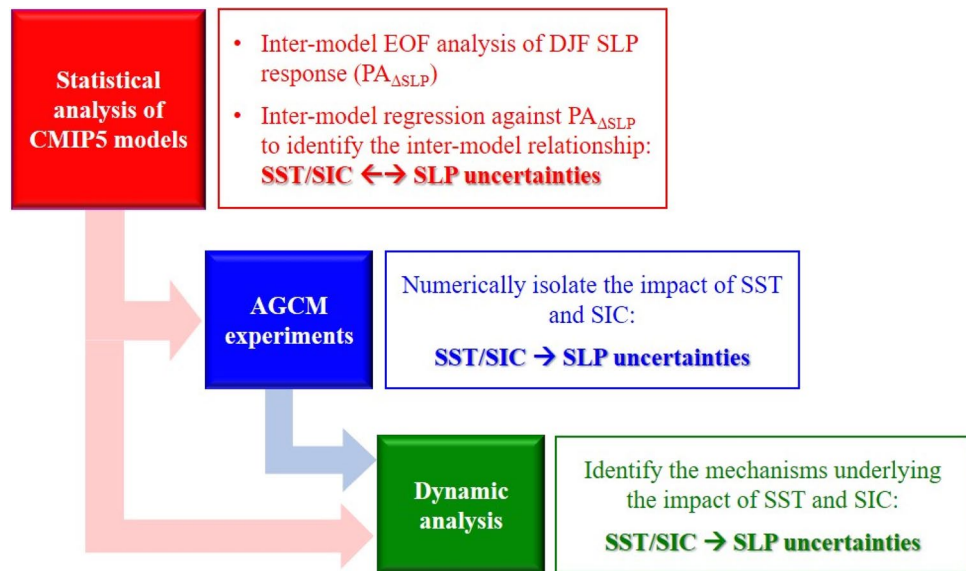 Statistical
analysis of
CMIP5 models
• Inter-model EOF analysis of DJF SLP
response (PA_ΔSLP)
• Inter-model regression against PA_ΔSLP
to identify the inter-model relationship:
SST/SIC ←→ SLP uncertainties
AGCM
experiments
Numerically isolate the impact of SST
and SIC:
SST/SIC → SLP uncertainties
Dynamic
analysis
Identify the mechanisms underlying
the impact of SST and SIC:
SST/SIC → SLP uncertainties